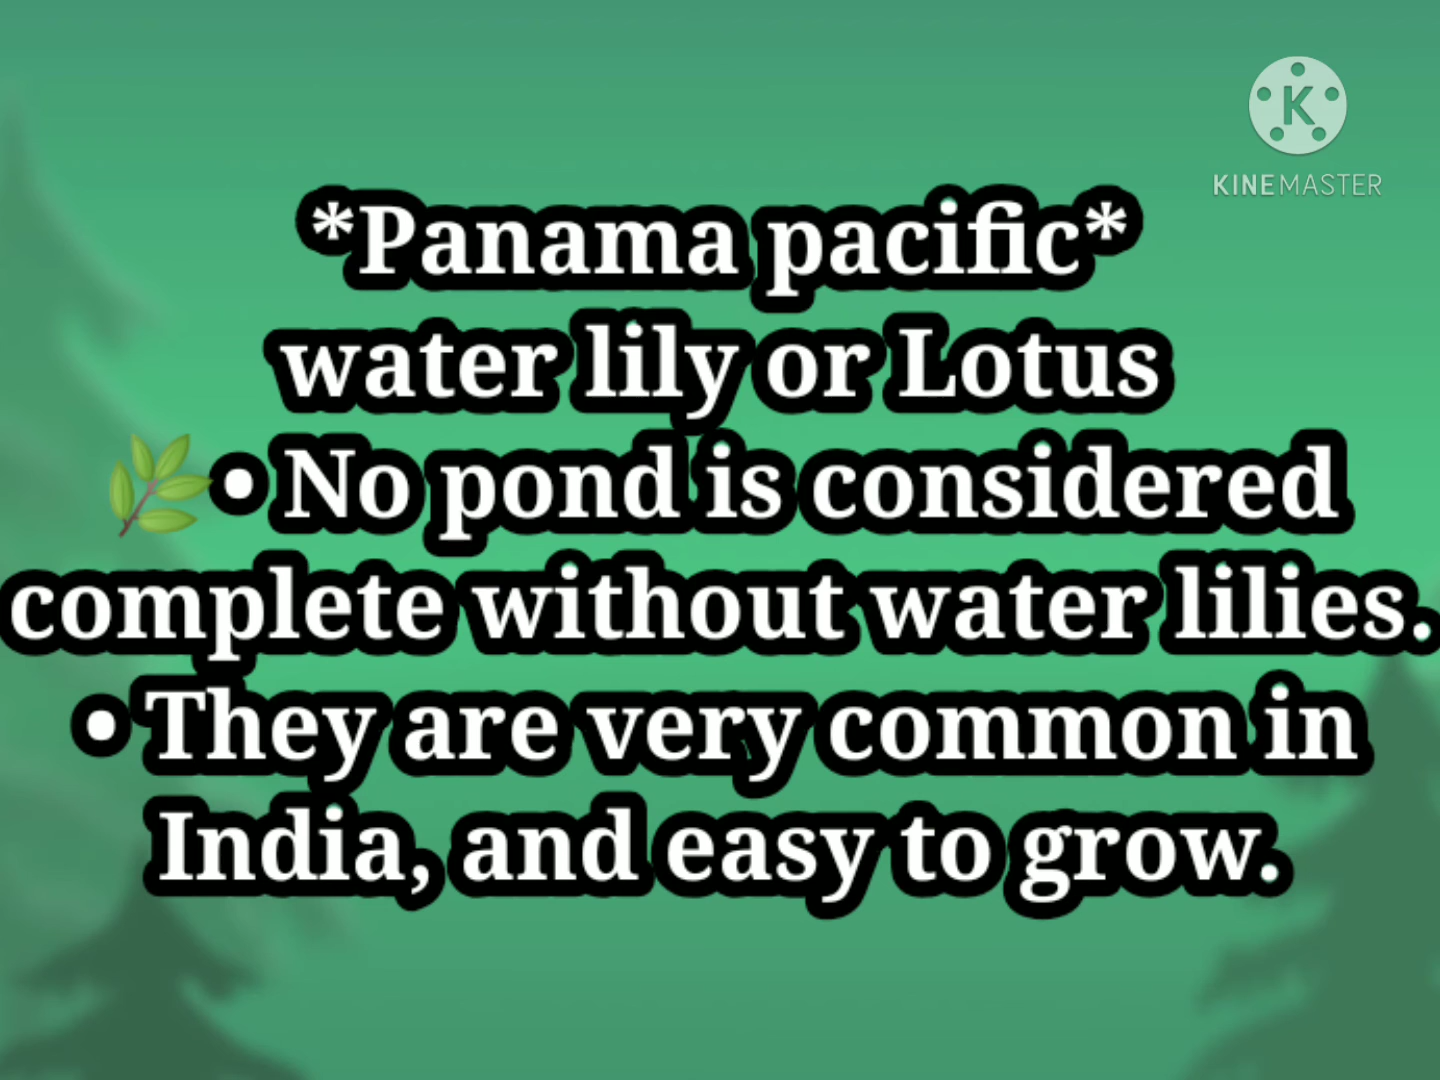 K
KINEMASTER
*Panama pacific*
water lily or Lotus
• No pond is considered
complete without water lilies.
• They are very common in
India, and easy to grow.